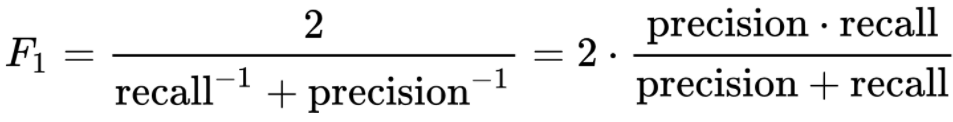 F₁ = 2 / (recall⁻¹ + precision⁻¹) = 2 · (precision · recall) / (precision + recall)